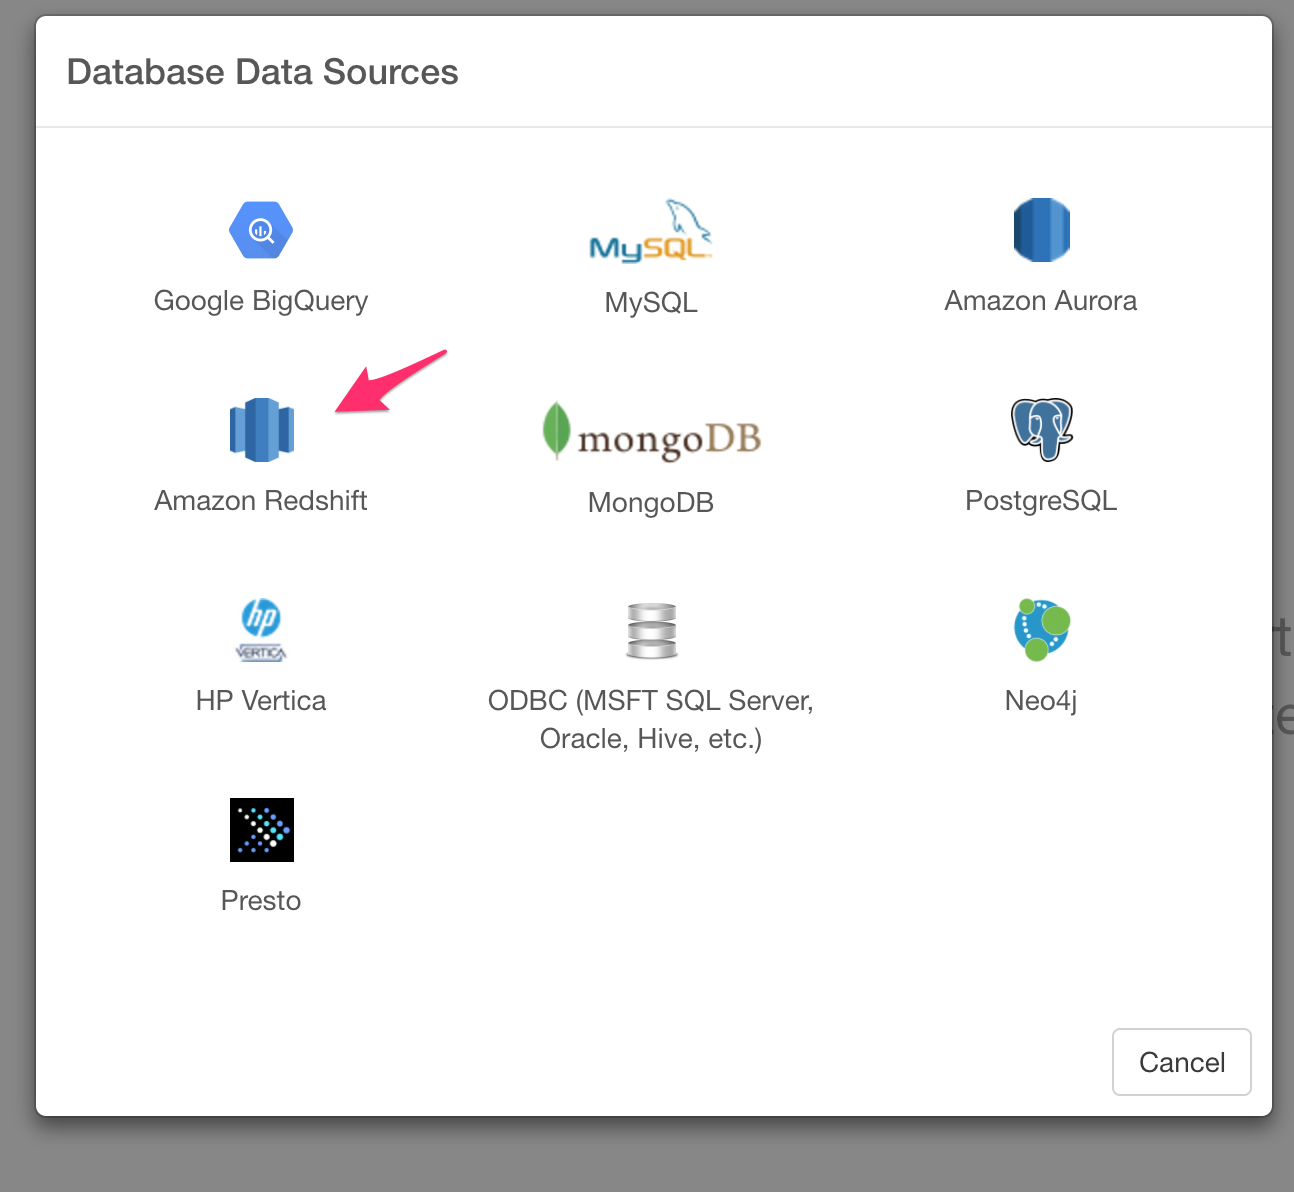 Database Data Sources
MySQL
Google BigQuery
MySQL
Amazon Aurora
mongoDB
Amazon Redshift
MongoDB
PostgreSQL
hp
VERTICA
HP Vertica
ODBC (MSFT SQL Server,
Oracle, Hive, etc.)
Neo4j
Presto
Cancel